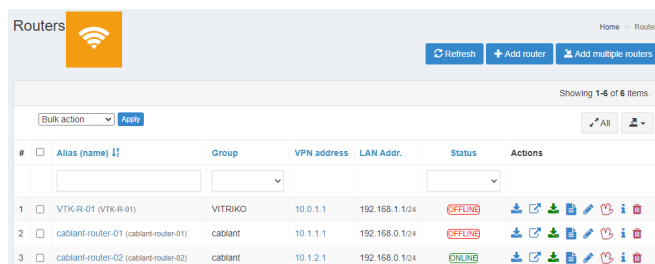 Routers
Home > Route
Refresh + Add router Add multiple routers
Showing 1-6 of 6 items.
Bulk action Apply All
# Alias (name) Group VPN address LAN Addr. Status Actions
1 VTK-R-01 (VTK-R-01) VITRIKO 10.0.1.1 192.168.1.1/24 OFFLINE
2 cablant-router-01 (cablant-router-01) cablant 10.1.1.1 192.168.0.1/24 OFFLINE
3 cablant-router-02 (cablant-router-02) cablant 10.1.2.1 192.168.0.1/24 ONLINE